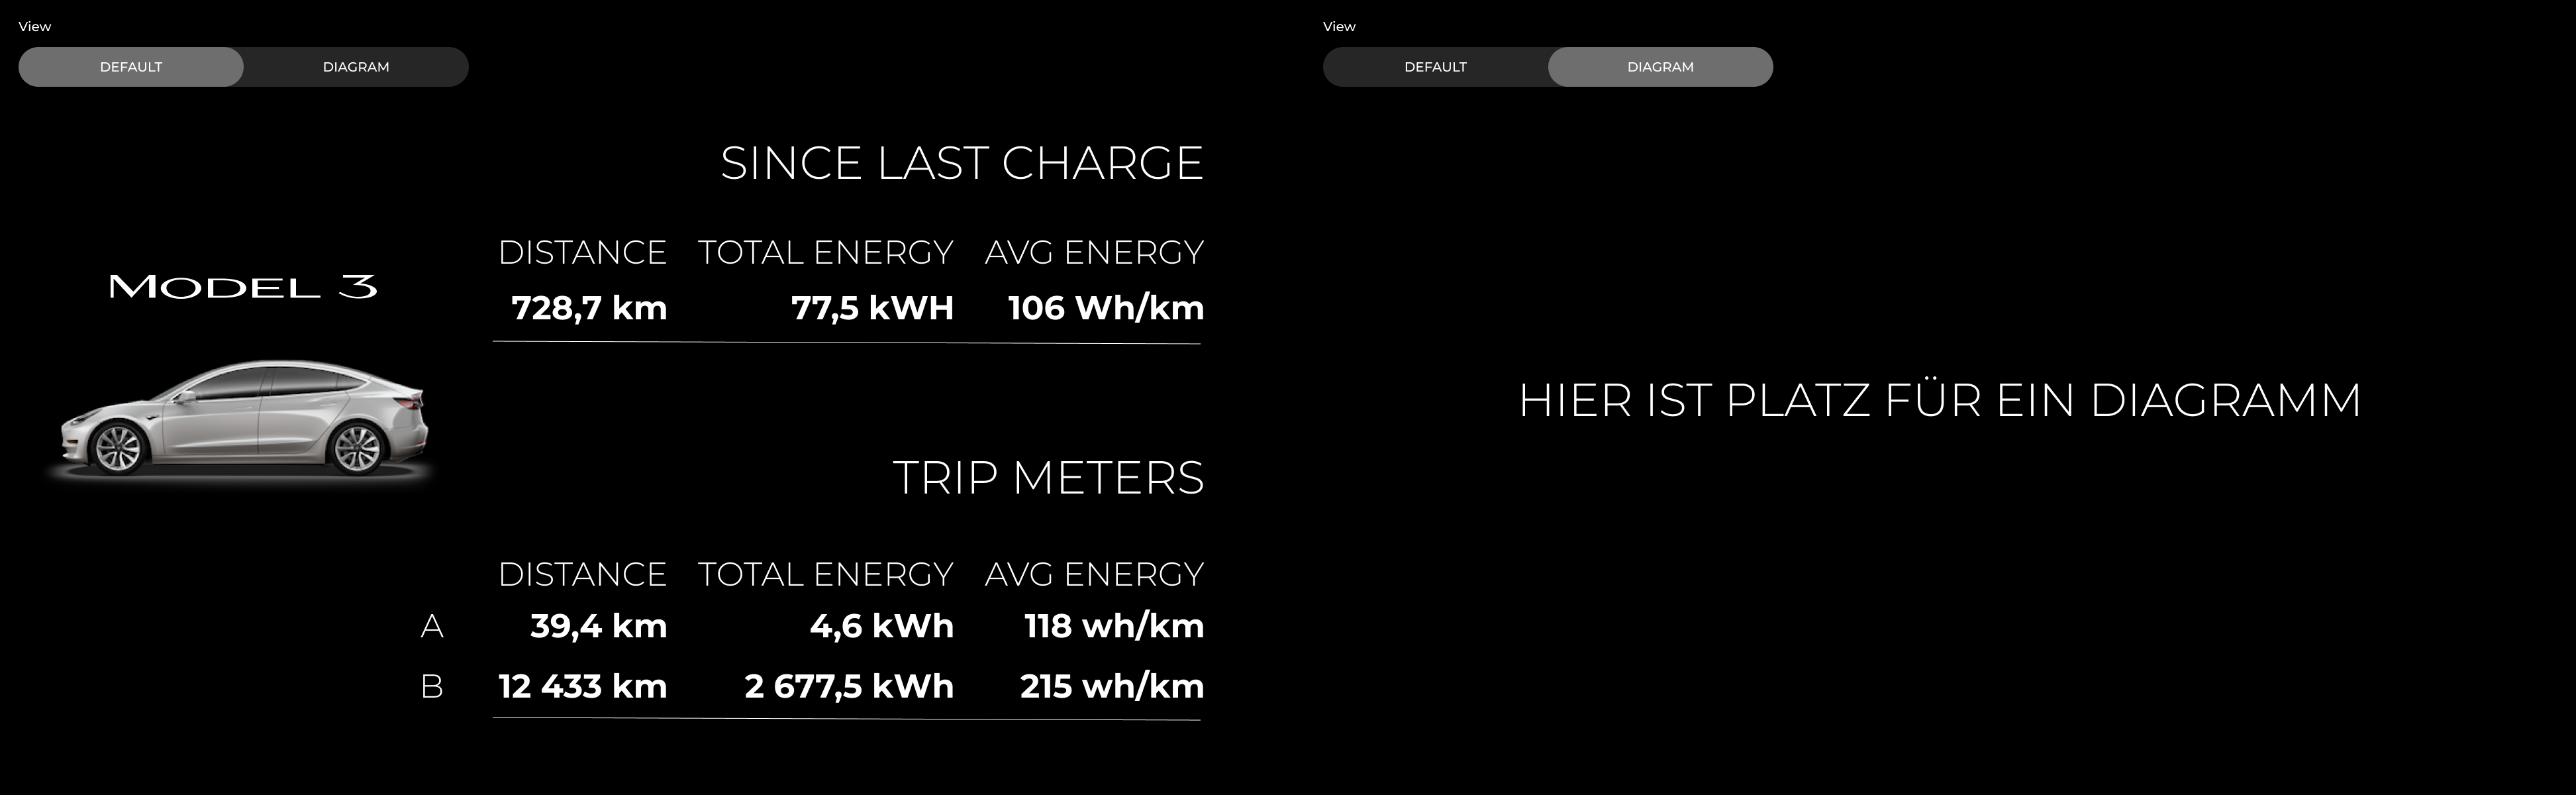 View
DEFAULT DIAGRAM
SINCE LAST CHARGE
MODEL 3
DISTANCE TOTAL ENERGY AVG ENERGY
728,7 km 77,5 kWH 106 Wh/km
TRIP METERS
DISTANCE TOTAL ENERGY AVG ENERGY
A 39,4 km 4,6 kWh 118 wh/km
B 12 433 km 2 677,5 kWh 215 wh/km
View
DEFAULT DIAGRAM
HIER IST PLATZ FÜR EIN DIAGRAMM